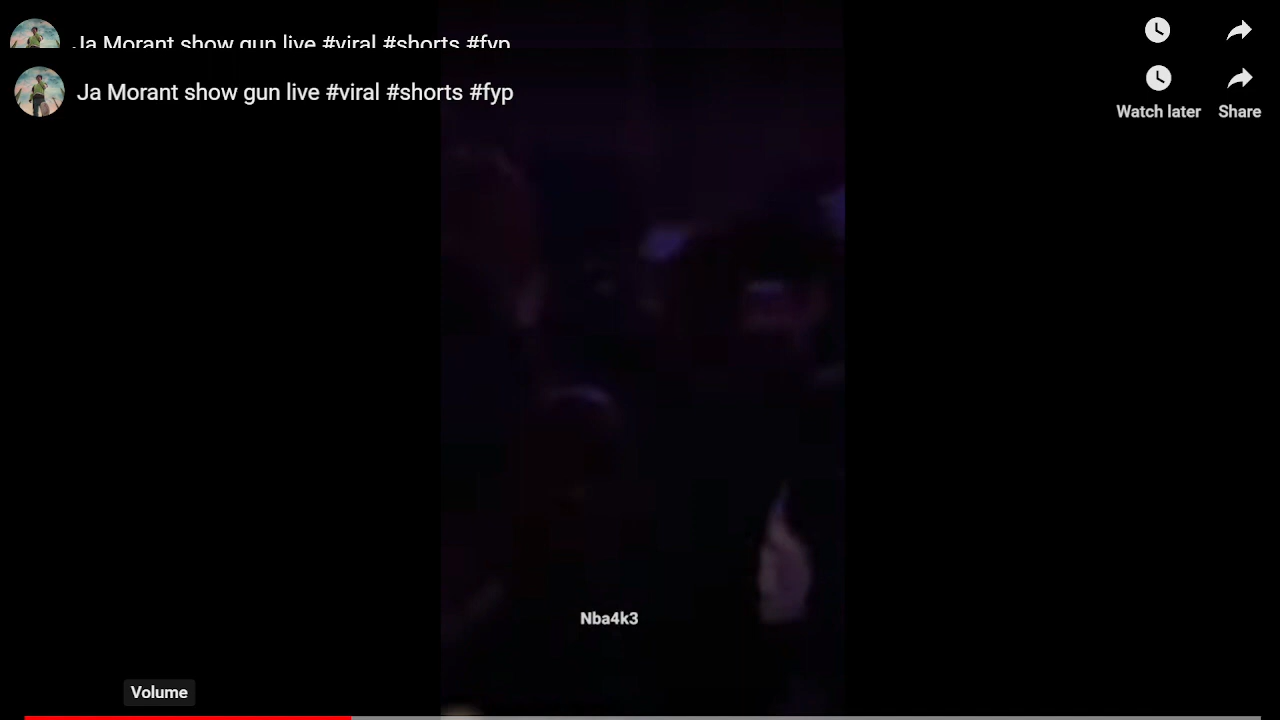 Ja Morant show gun live #viral #shorts #fyp
Ja Morant show gun live #viral #shorts #fyp
Watch later
Share
Nba4k3
Volume